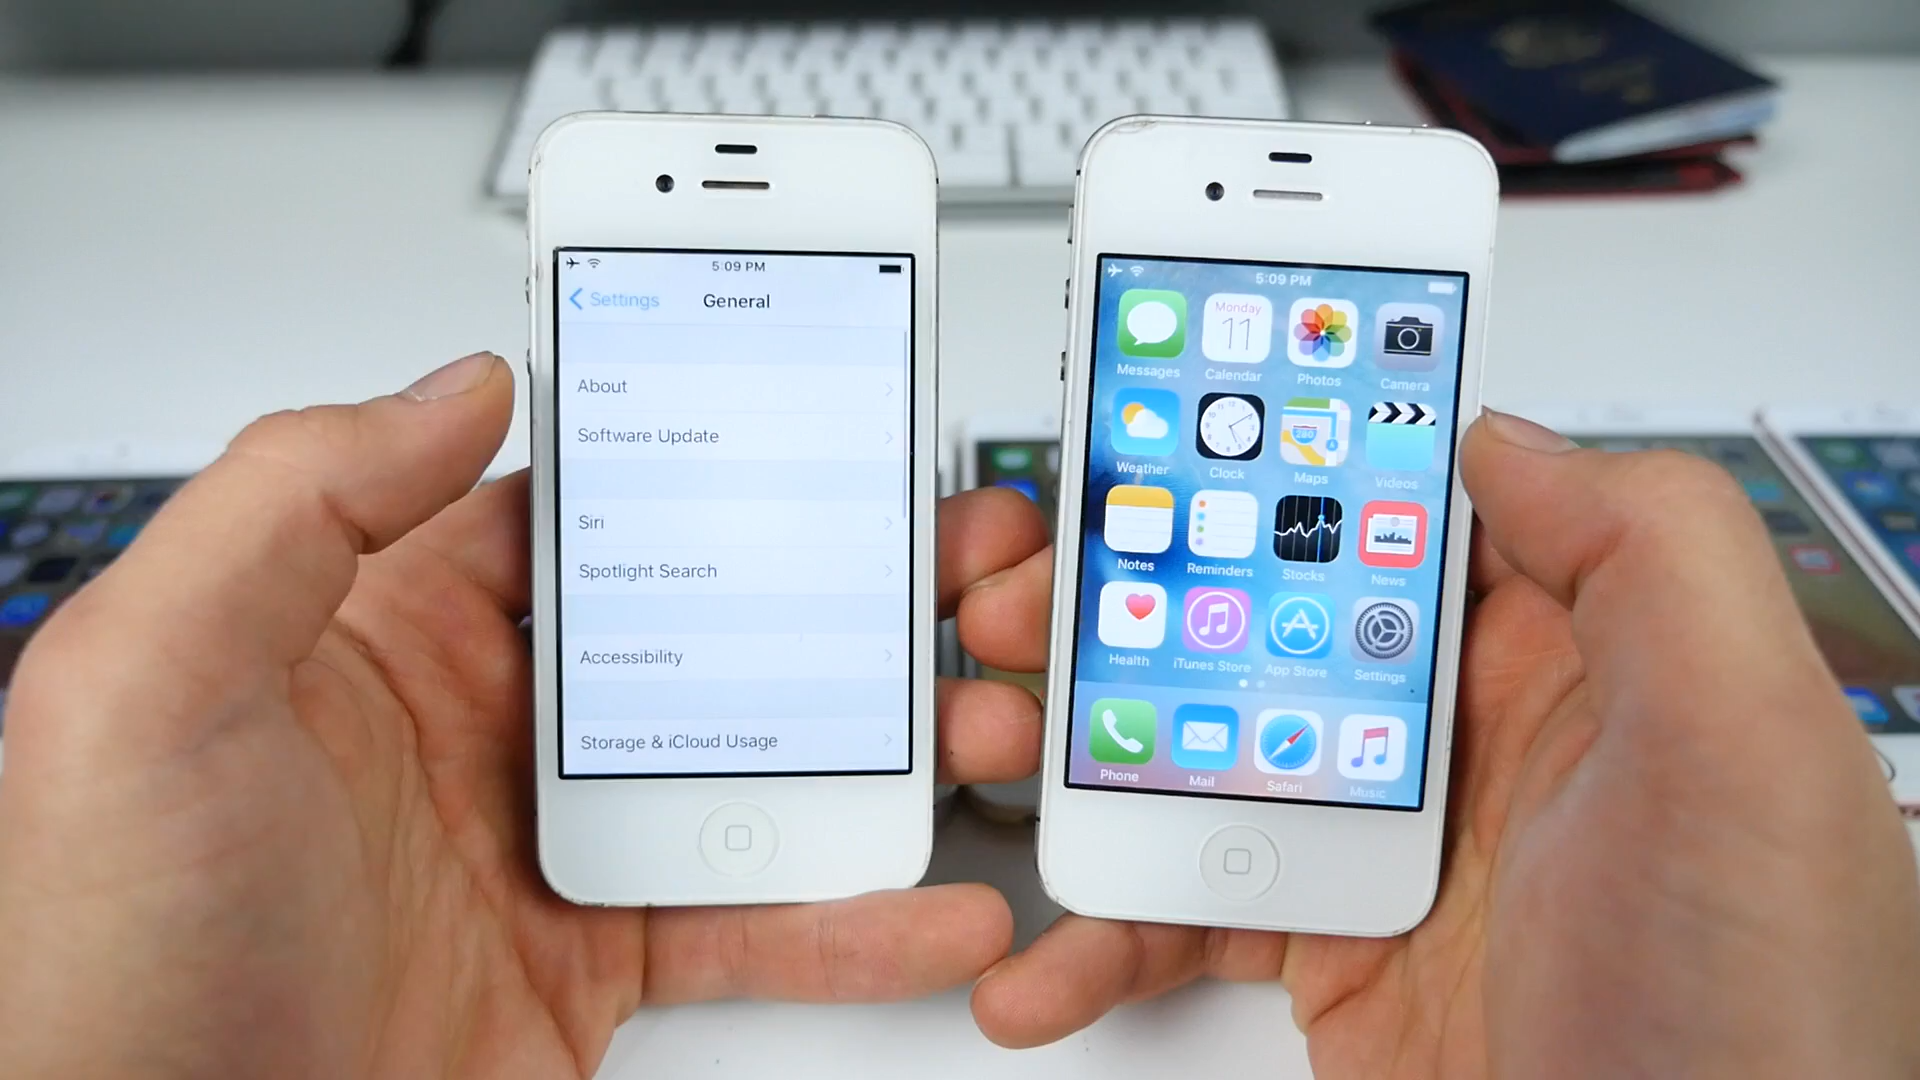 5:09 PM
Settings
General
About
Software Update
Siri
Spotlight Search
Accessibility
Storage & iCloud Usage
5:09 PM
Monday
11
Messages
Calendar
Photos
Camera
280
Weather
Clock
Maps
Videos
Notes
Reminders
Stocks
News
Health
iTunes Store
App Store
Settings
Phone
Mail
Safari
Music